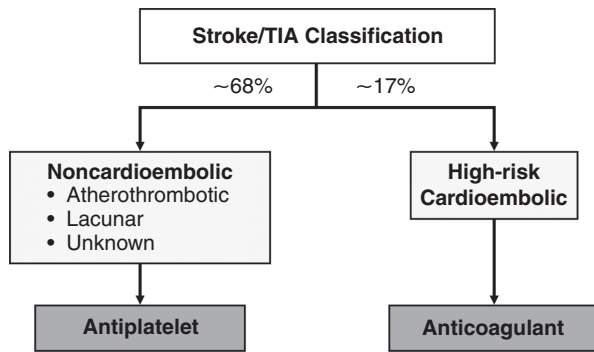 Stroke/TIA Classification
~68%
~17%
Noncardioembolic
• Atherothrombotic
• Lacunar
• Unknown
High-risk
Cardioembolic
Antiplatelet
Anticoagulant